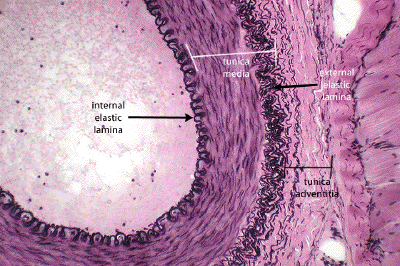 tunica
media
external
elastic
lamina
internal
elastic
lamina
tunica
adventitia